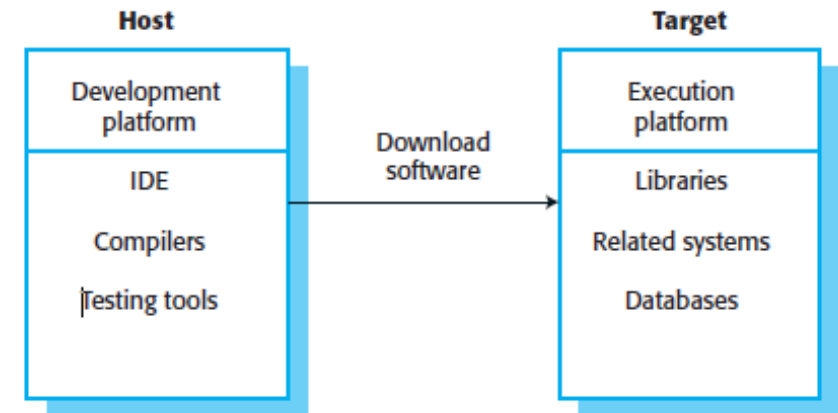 Host
Target
Development
platform
Execution
platform
Download
software
IDE
Libraries
Compilers
Related systems
Testing tools
Databases